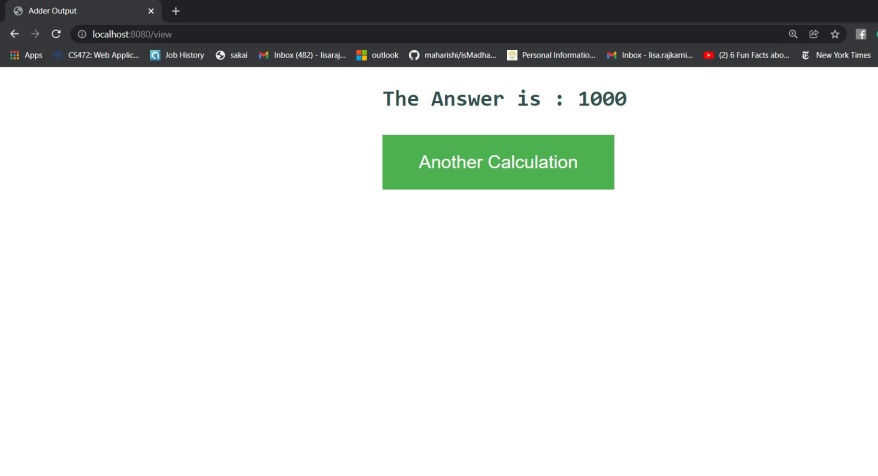 Adder Output
localhost:8080/view
Apps CS472: Web Applic... Job History sakai Inbox (482) - lisaraj... outlook maharishi/isMadha... Personal Informatio... Inbox - lisa.rajkarni... (2) 6 Fun Facts abo... New York Times
The Answer is : 1000
Another Calculation